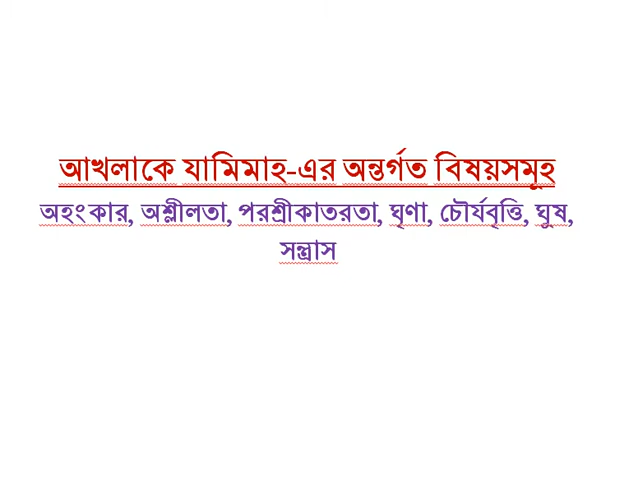 আখলাকে যামিমাহ-এর অন্তর্গত বিষয়সমূহ
অহংকার, অশ্লীলতা, পরশ্রীকাতরতা, ঘৃণা, চৌর্যবৃত্তি, ঘুষ,
সন্ত্রাস